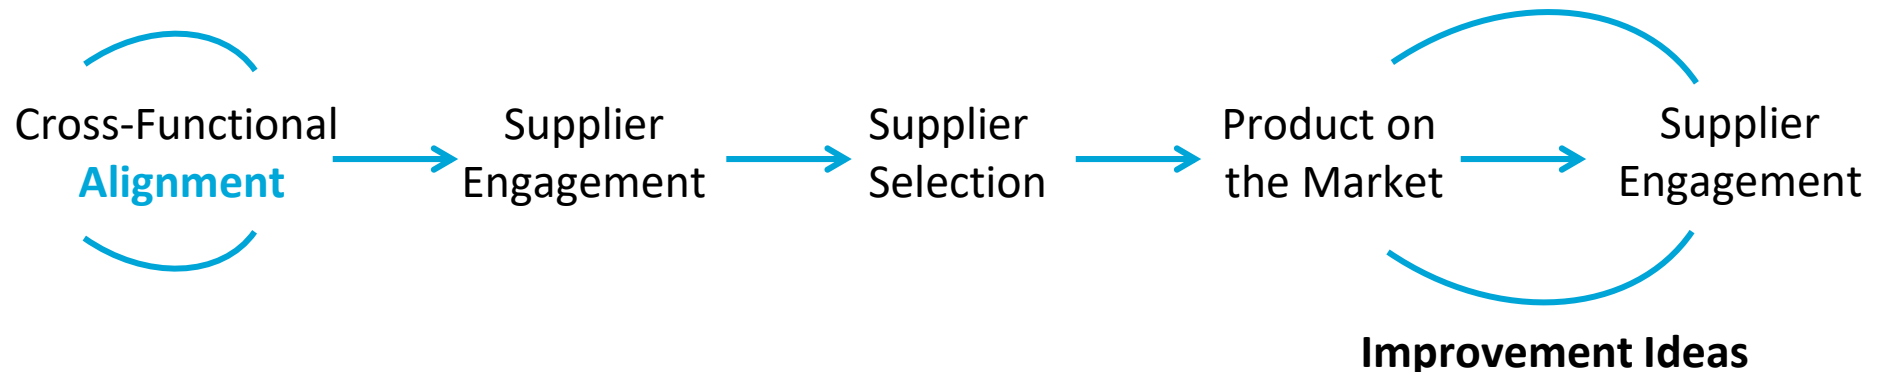 Cross-Functional
Alignment
Supplier
Engagement
Supplier
Selection
Product on
the Market
Supplier
Engagement
Improvement Ideas